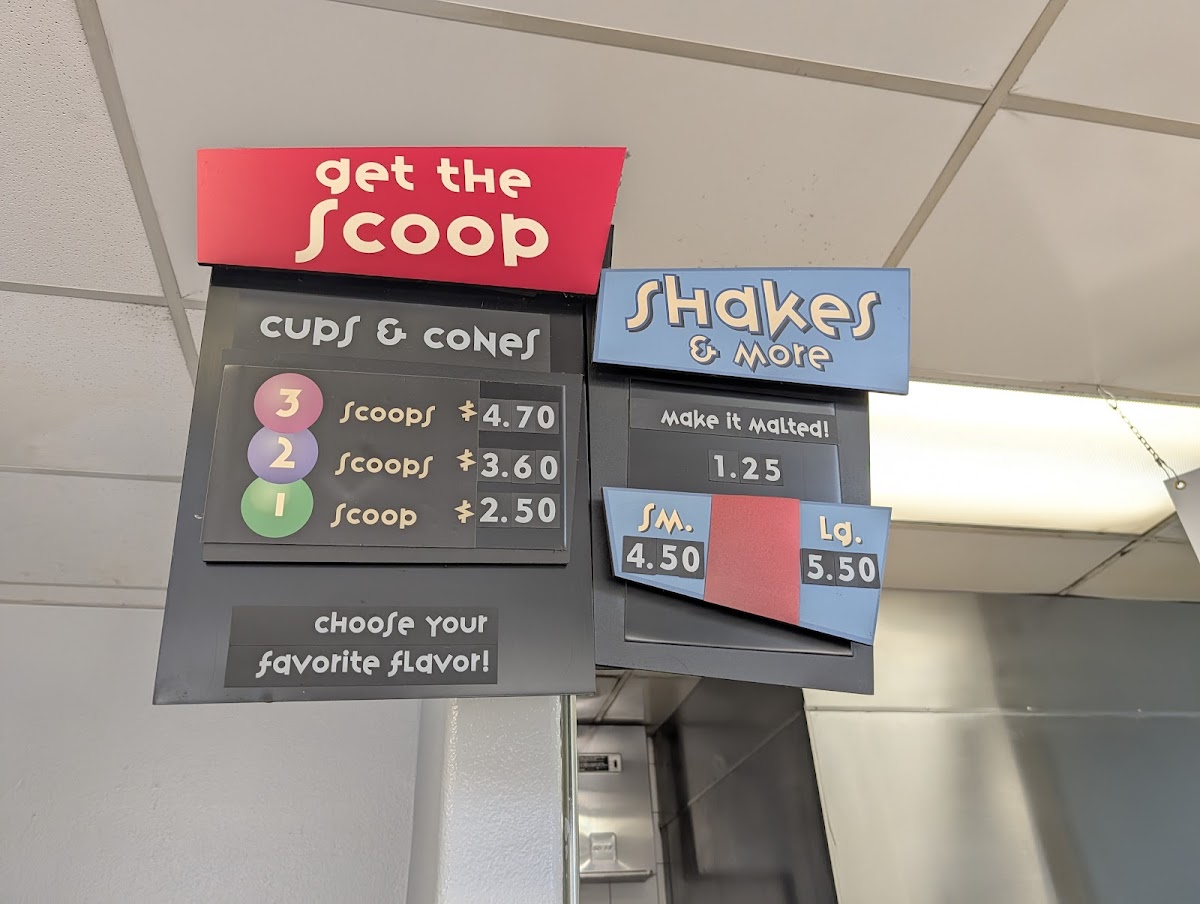 get the
Scoop
cups & cones
3 scoops $4.70
2 scoops $3.60
1 scoop $2.50
choose your
favorite flavor!
Shakes
& More
Make it Malted!
1.25
Sm. Lg.
4.50 5.50